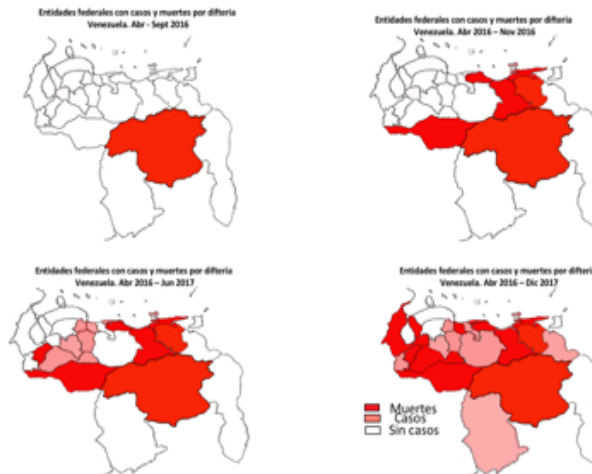 Entidades federales con casos y muertes por difteria
Venezuela. Abr - Sept 2016
Entidades federales con casos y muertes por difteria
Venezuela. Abr 2016 – Nov 2016
Entidades federales con casos y muertes por difteria
Venezuela. Abr 2016 – Jun 2017
Entidades federales con casos y muertes por difteria
Venezuela. Abr 2016 – Dic 2017
Muertes
Casos
Sin casos